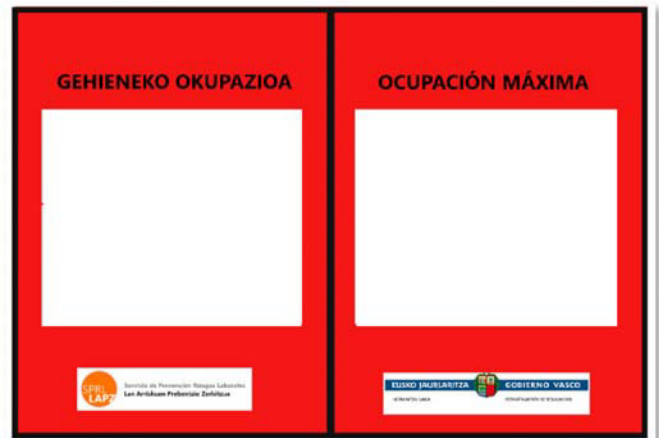 GEHIENEKO OKUPAZIOA
OCUPACIÓN MÁXIMA
SPRL
LAPZ
Servicio de Prevención Riesgos Laborales
Lan Arriskuen Prebentzio Zerbitzua
EUSKO JAURLARITZA
GOBIERNO VASCO